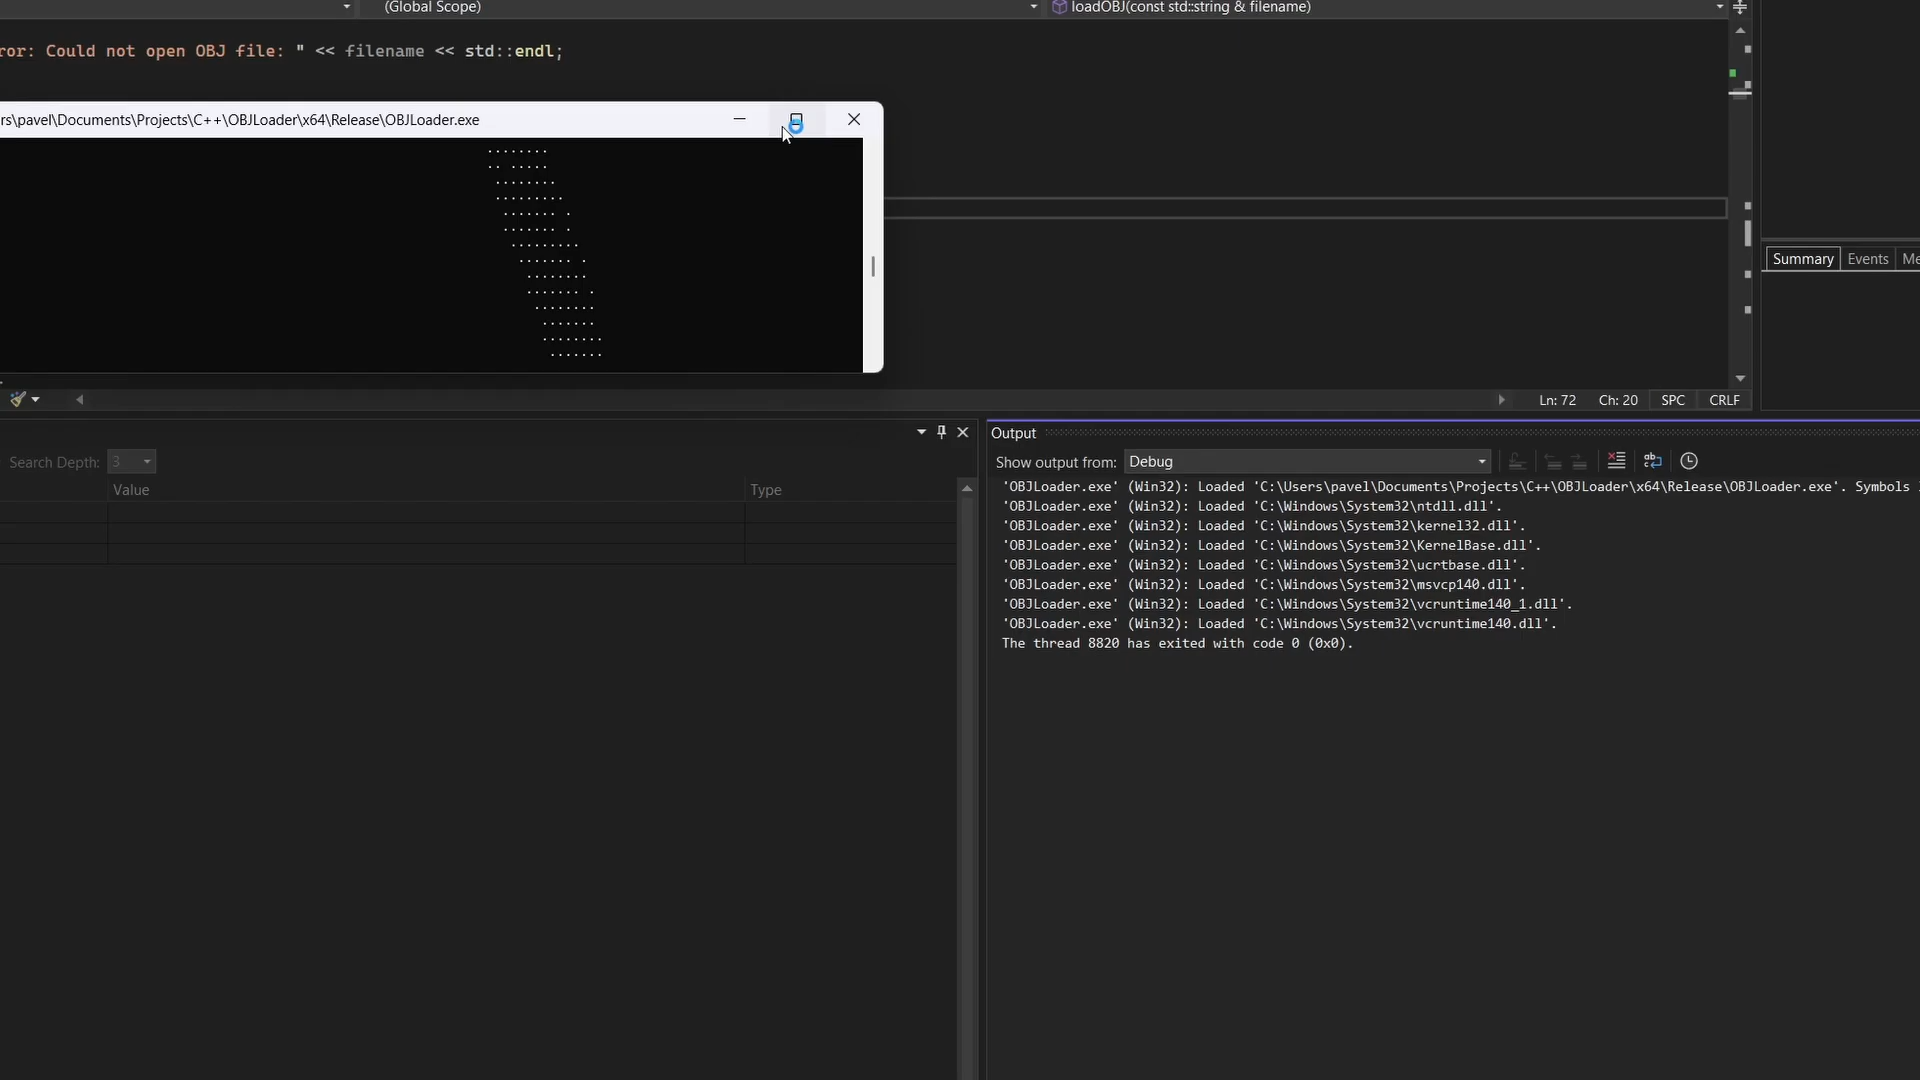 (Global Scope) loadOBJ(const std::string & filename)
ror: Could not open OBJ file: " << filename << std::endl;
rs\pavel\Documents\Projects\C++\OBJLoader\x64\Release\OBJLoader.exe
........
.. .....
........
.........
....... .
....... .
.........
....... .
........
....... .
........
.......
........
.......
Summary Events Me
Ln: 72 Ch: 20 SPC CRLF
Search Depth: 3
Value Type
Output
Show output from: Debug
'OBJLoader.exe' (Win32): Loaded 'C:\Users\pavel\Documents\Projects\C++\OBJLoader\x64\Release\OBJLoader.exe'. Symbols
'OBJLoader.exe' (Win32): Loaded 'C:\Windows\System32\ntdll.dll'.
'OBJLoader.exe' (Win32): Loaded 'C:\Windows\System32\kernel32.dll'.
'OBJLoader.exe' (Win32): Loaded 'C:\Windows\System32\KernelBase.dll'.
'OBJLoader.exe' (Win32): Loaded 'C:\Windows\System32\ucrtbase.dll'.
'OBJLoader.exe' (Win32): Loaded 'C:\Windows\System32\msvcp140.dll'.
'OBJLoader.exe' (Win32): Loaded 'C:\Windows\System32\vcruntime140_1.dll'.
'OBJLoader.exe' (Win32): Loaded 'C:\Windows\System32\vcruntime140.dll'.
The thread 8820 has exited with code 0 (0x0).